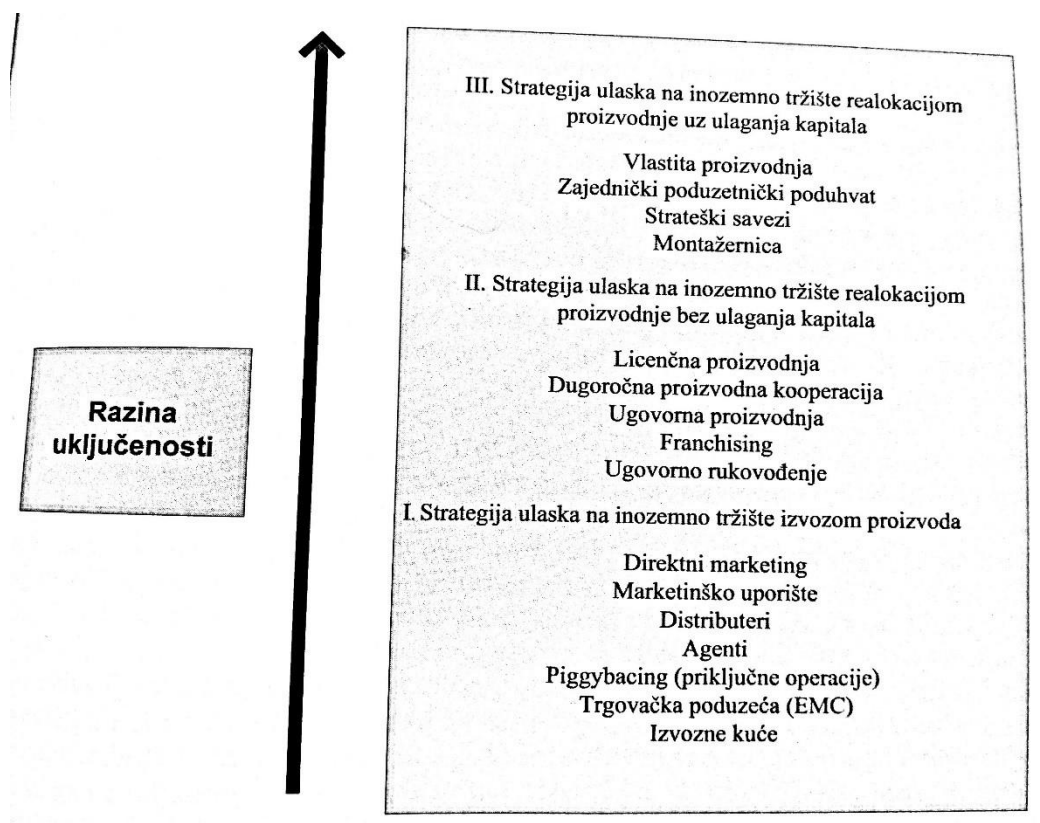 Razina
uključenosti
III. Strategija ulaska na inozemno tržište realokacijom
proizvodnje uz ulaganja kapitala
Vlastita proizvodnja
Zajednički poduzetnički poduhvat
Strateški savezi
Montažernica
II. Strategija ulaska na inozemno tržište realokacijom
proizvodnje bez ulaganja kapitala
Licenčna proizvodnja
Dugoročna proizvodna kooperacija
Ugovorna proizvodnja
Franchising
Ugovorno rukovođenje
I. Strategija ulaska na inozemno tržište izvozom proizvoda
Direktni marketing
Marketinško uporište
Distributeri
Agenti
Piggybacing (priključne operacije)
Trgovačka poduzeća (EMC)
Izvozne kuće